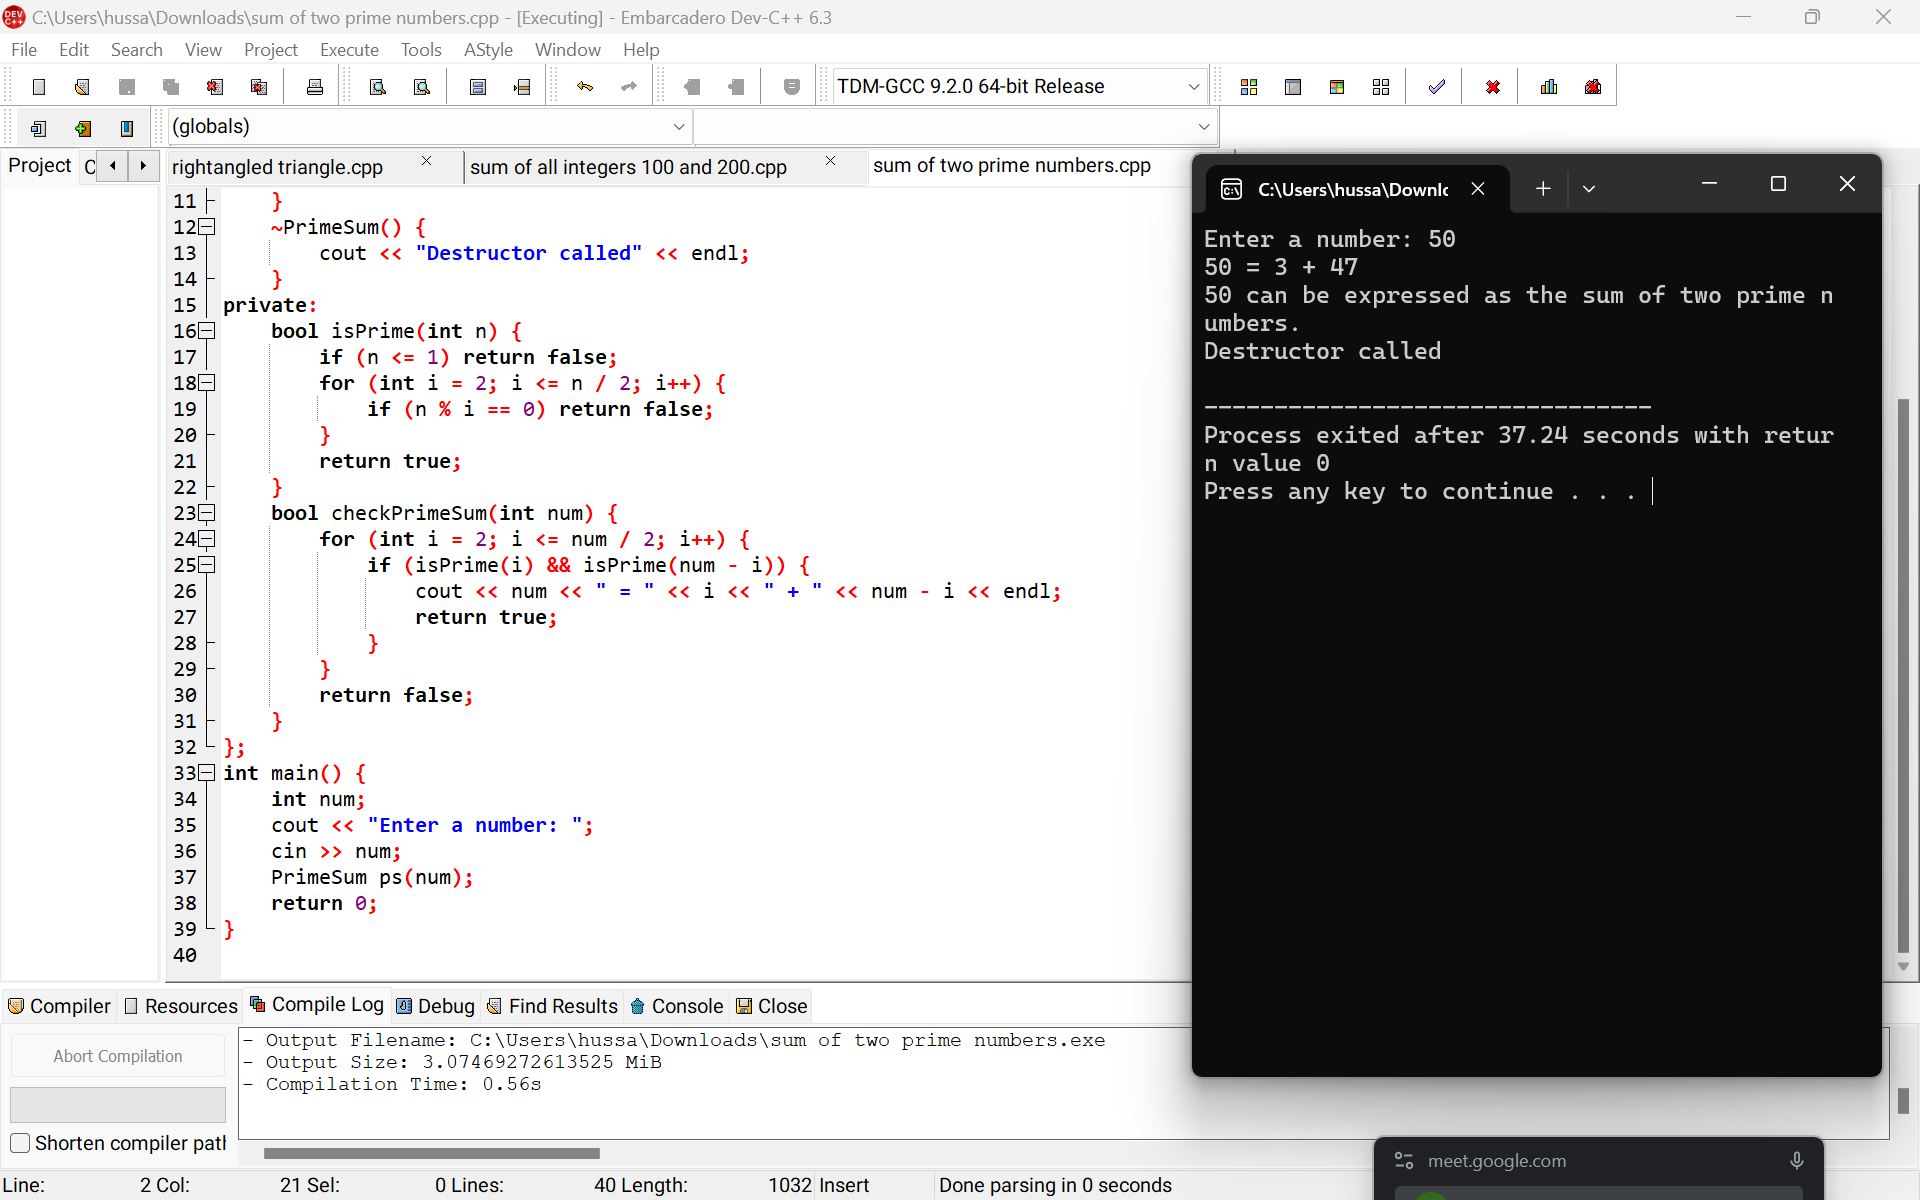 C:\Users\hussa\Downloads\sum of two prime numbers.cpp - [Executing] - Embarcadero Dev-C++ 6.3
File Edit Search View Project Execute Tools AStyle Window Help
TDM-GCC 9.2.0 64-bit Release
(globals)
Project C
rightangled triangle.cpp sum of all integers 100 and 200.cpp sum of two prime numbers.cpp
11 }
12 ~PrimeSum() {
13 cout << "Destructor called" << endl;
14 }
15 private:
16 bool isPrime(int n) {
17 if (n <= 1) return false;
18 for (int i = 2; i <= n / 2; i++) {
19 if (n % i == 0) return false;
20 }
21 return true;
22 }
23 bool checkPrimeSum(int num) {
24 for (int i = 2; i <= num / 2; i++) {
25 if (isPrime(i) && isPrime(num - i)) {
26 cout << num << " = " << i << " + " << num - i << endl;
27 return true;
28 }
29 }
30 return false;
31 }
32 };
33 int main() {
34 int num;
35 cout << "Enter a number: ";
36 cin >> num;
37 PrimeSum ps(num);
38 return 0;
39 }
40
C:\Users\hussa\Downlc
Enter a number: 50
50 = 3 + 47
50 can be expressed as the sum of two prime n
umbers.
Destructor called
--------------------------------
Process exited after 37.24 seconds with retur
n value 0
Press any key to continue . . .
Compiler Resources Compile Log Debug Find Results Console Close
Abort Compilation
Shorten compiler path
- Output Filename: C:\Users\hussa\Downloads\sum of two prime numbers.exe
- Output Size: 3.07469272613525 MiB
- Compilation Time: 0.56s
meet.google.com
Line: 2 Col: 21 Sel: 0 Lines: 40 Length: 1032 Insert Done parsing in 0 seconds